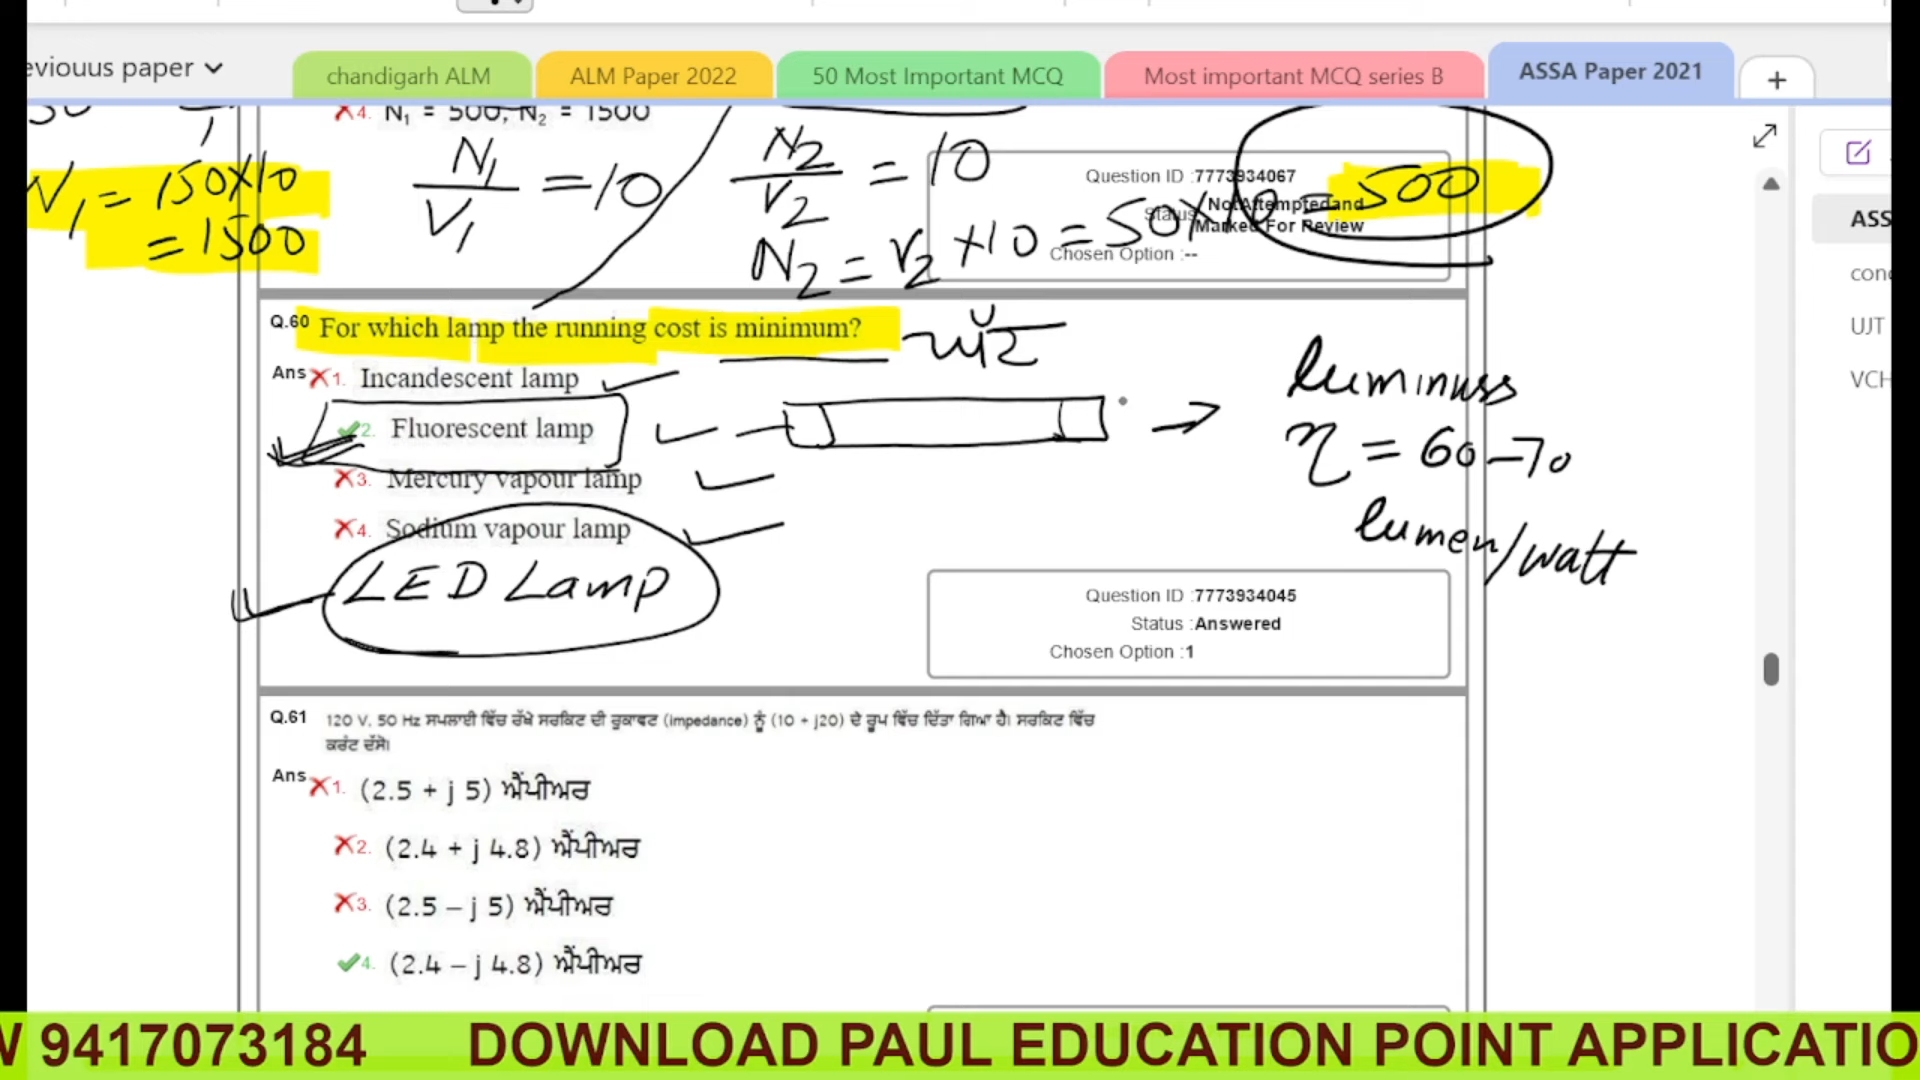 eviouus paper
chandigarh ALM
ALM Paper 2022
50 Most Important MCQ
Most important MCQ series B
ASSA Paper 2021
4. N₁ = 500, N₂ = 1500
V₁ = 150×10
= 1500
N₁/V₁ = 10
N₂/V₂ = 10
N₂ = V₂ ×10 = 50×10 = 500
Question ID :7773934067
Status : Not Attempted and
Marked For Review
Chosen Option :--
Q.60 For which lamp the running cost is minimum?
Ans 1. Incandescent lamp
2. Fluorescent lamp
3. Mercury vapour lamp
4. Sodium vapour lamp
LED Lamp
luminuss
η = 60-70
lumen/watt
Question ID :7773934045
Status :Answered
Chosen Option :1
Q.61 120 V, 50 Hz ਸਪਲਾਈ ਵਿੱਚ ਰੱਖੇ ਸਰਕਿਟ ਦੀ ਰੁਕਾਵਟ (impedance) ਨੂੰ (10 + j20) ਦੇ ਰੂਪ ਵਿੱਚ ਦਿੱਤਾ ਗਿਆ ਹੈ। ਸਰਕਿਟ ਵਿੱਚ
ਕਰੰਟ ਦੱਸੋ।
Ans 1. (2.5 + j 5) ਐਂਪੀਅਰ
2. (2.4 + j 4.8) ਐਂਪੀਅਰ
3. (2.5 – j 5) ਐਂਪੀਅਰ
4. (2.4 – j 4.8) ਐਂਪੀਅਰ
ASS
conc
UJT
VCH
W 9417073184 DOWNLOAD PAUL EDUCATION POINT APPLICATIO